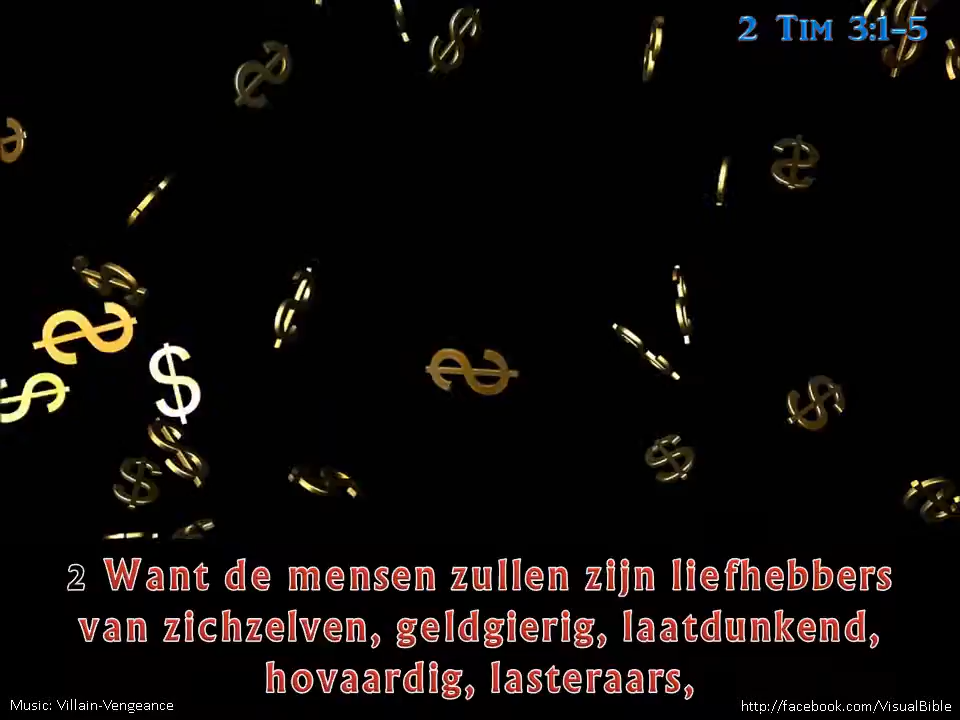 2 Tim 3:1-5
2 Want de mensen zullen zijn liefhebbers
van zichzelven, geldgierig, laatdunkend,
hovaardig, lasteraars,
Music: Villain-Vengeance
http://facebook.com/VisualBible